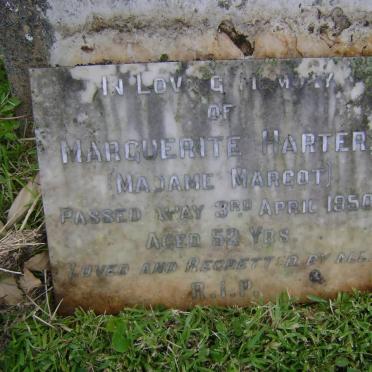 IN LOVING MEMORY
OF
MARGUERITE HARTER
(MADAME MARGOT)
PASSED AWAY 3RD APRIL 1950
AGED 52 YRS.
LOVED AND REGRETTED BY ALL
R.I.P.